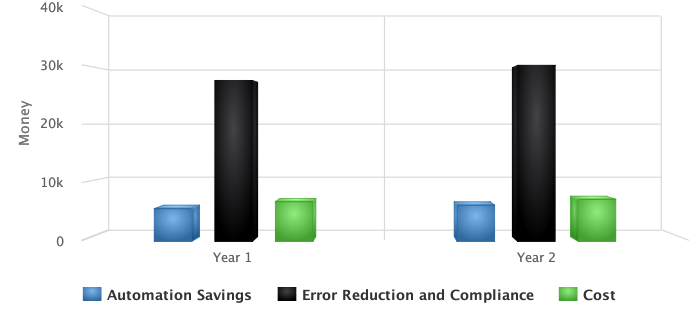 40k
30k
Money
20k
10k
0
Year 1 Year 2
Automation Savings Error Reduction and Compliance Cost